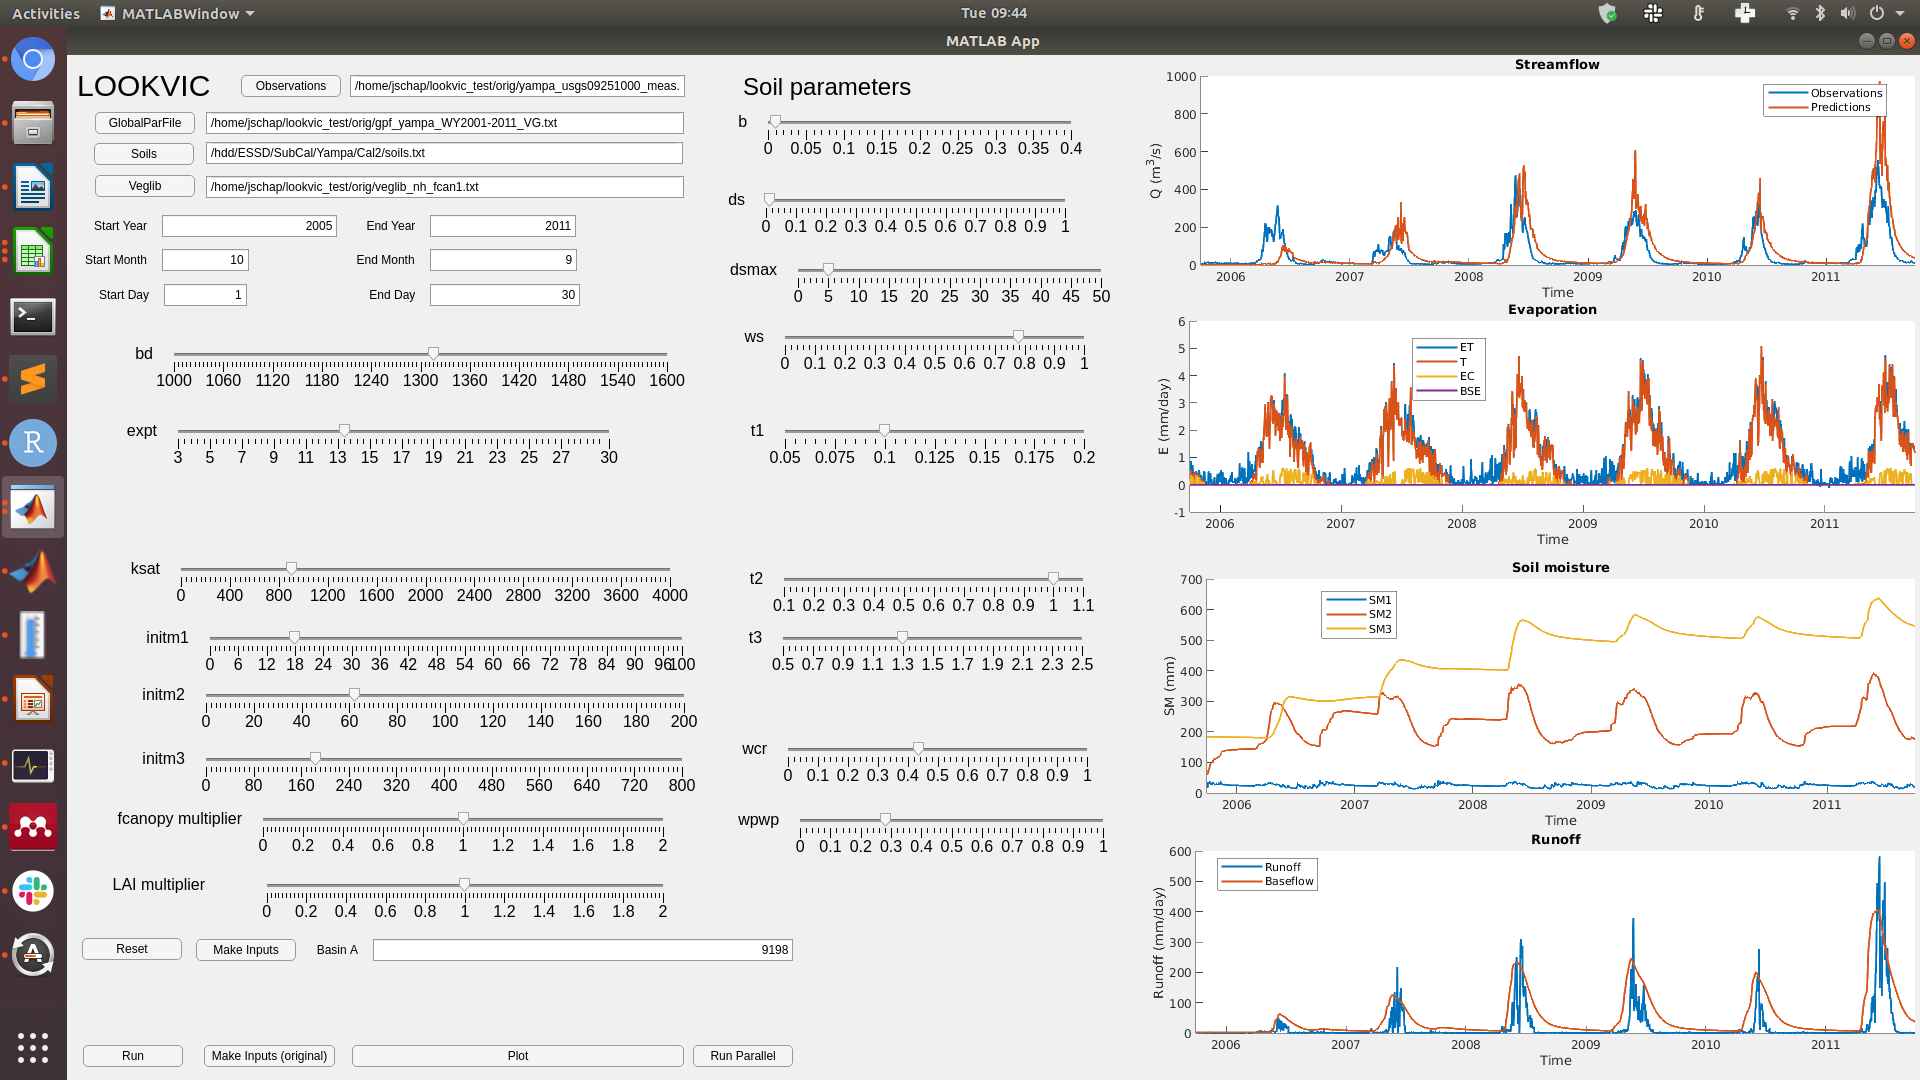 Activities MATLABWindow Tue 09:44
MATLAB App
LOOKVIC Observations /home/jschap/lookvic_test/orig/yampa_usgs09251000_meas.
GlobalParFile /home/jschap/lookvic_test/orig/gpf_yampa_WY2001-2011_VG.txt
Soils /hdd/ESSD/SubCal/Yampa/Cal2/soils.txt
Veglib /home/jschap/lookvic_test/orig/veglib_nh_fcan1.txt
Start Year 2005 End Year 2011
Start Month 10 End Month 9
Start Day 1 End Day 30
bd
1000 1060 1120 1180 1240 1300 1360 1420 1480 1540 1600
expt
3 5 7 9 11 13 15 17 19 21 23 25 27 30
ksat
0 400 800 1200 1600 2000 2400 2800 3200 3600 4000
initm1
0 6 12 18 24 30 36 42 48 54 60 66 72 78 84 90 96100
initm2
0 20 40 60 80 100 120 140 160 180 200
initm3
0 80 160 240 320 400 480 560 640 720 800
fcanopy multiplier
0 0.2 0.4 0.6 0.8 1 1.2 1.4 1.6 1.8 2
LAI multiplier
0 0.2 0.4 0.6 0.8 1 1.2 1.4 1.6 1.8 2
Reset Make Inputs Basin A 9198
Run Make Inputs (original) Plot Run Parallel
Soil parameters
b
0 0.05 0.1 0.15 0.2 0.25 0.3 0.35 0.4
ds
0 0.1 0.2 0.3 0.4 0.5 0.6 0.7 0.8 0.9 1
dsmax
0 5 10 15 20 25 30 35 40 45 50
ws
0 0.1 0.2 0.3 0.4 0.5 0.6 0.7 0.8 0.9 1
t1
0.05 0.075 0.1 0.125 0.15 0.175 0.2
t2
0.1 0.2 0.3 0.4 0.5 0.6 0.7 0.8 0.9 1 1.1
t3
0.5 0.7 0.9 1.1 1.3 1.5 1.7 1.9 2.1 2.3 2.5
wcr
0 0.1 0.2 0.3 0.4 0.5 0.6 0.7 0.8 0.9 1
wpwp
0 0.1 0.2 0.3 0.4 0.5 0.6 0.7 0.8 0.9 1
Streamflow
1000
800
600
400
200
0
Q (m3/s)
Observations
Predictions
2006 2007 2008 2009 2010 2011
Time
Evaporation
6
5
4
3
2
1
0
-1
E (mm/day)
ET
T
EC
BSE
2006 2007 2008 2009 2010 2011
Time
Soil moisture
700
600
500
400
300
200
100
0
SM (mm)
SM1
SM2
SM3
2006 2007 2008 2009 2010 2011
Time
Runoff
600
500
400
300
200
100
0
Runoff (mm/day)
Runoff
Baseflow
2006 2007 2008 2009 2010 2011
Time